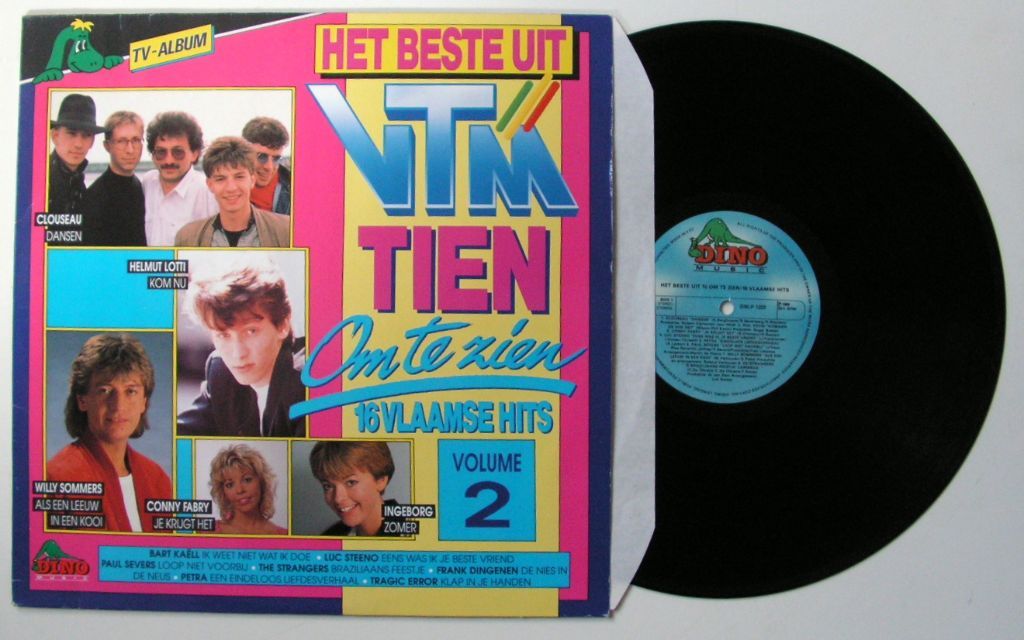 TV-ALBUM
HET BESTE UIT
VTM
TIEN
Om te zien
16 VLAAMSE HITS
VOLUME
2
CLOUSEAU
DANSEN
HELMUT LOTTI
KOM NU
WILLY SOMMERS
ALS EEN LEEUW
IN EEN KOOI
CONNY FABRY
JE KRIJGT HET
INGEBORG
ZOMER
BART KAËLL IK WEET NIET WAT IK DOE • LUC STEENO EENS WAS IK JE BESTE VRIEND
PAUL SEVERS LOOP NIET VOORBIJ • THE STRANGERS BRAZILIAANS FEESTJE • FRANK DINGENEN DE NIES IN
DE NEUS • PETRA EEN EINDELOOS LIEFDESVERHAAL • TRAGIC ERROR KLAP IN JE HANDEN
DINO
MUSIC
DINO
MUSIC
HET BESTE UIT 10 OM TE ZIEN/16 VLAAMSE HITS